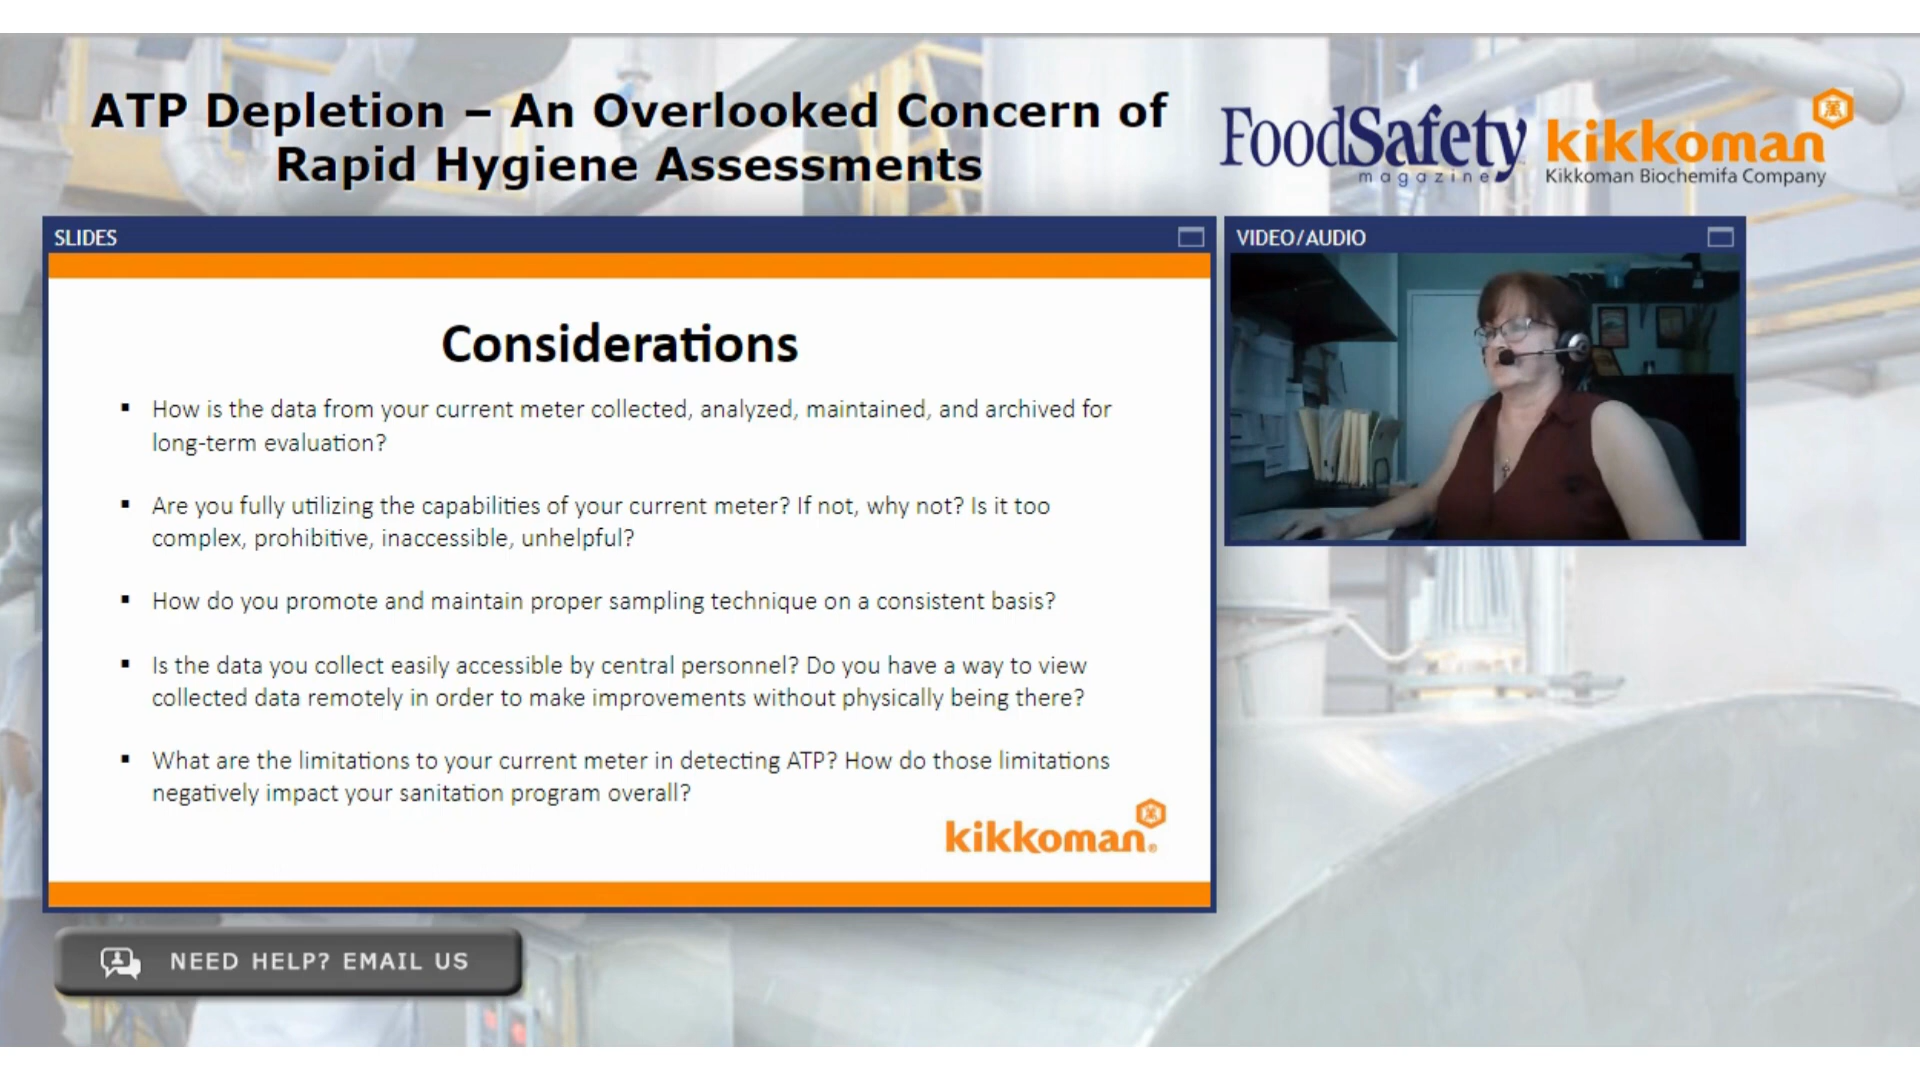 ATP Depletion – An Overlooked Concern of
Rapid Hygiene Assessments
FoodSafety
magazine
kikkoman
Kikkoman Biochemifa Company
SLIDES
VIDEO/AUDIO
Considerations
▪ How is the data from your current meter collected, analyzed, maintained, and archived for
long-term evaluation?
▪ Are you fully utilizing the capabilities of your current meter? If not, why not? Is it too
complex, prohibitive, inaccessible, unhelpful?
▪ How do you promote and maintain proper sampling technique on a consistent basis?
▪ Is the data you collect easily accessible by central personnel? Do you have a way to view
collected data remotely in order to make improvements without physically being there?
▪ What are the limitations to your current meter in detecting ATP? How do those limitations
negatively impact your sanitation program overall?
kikkoman®
NEED HELP? EMAIL US